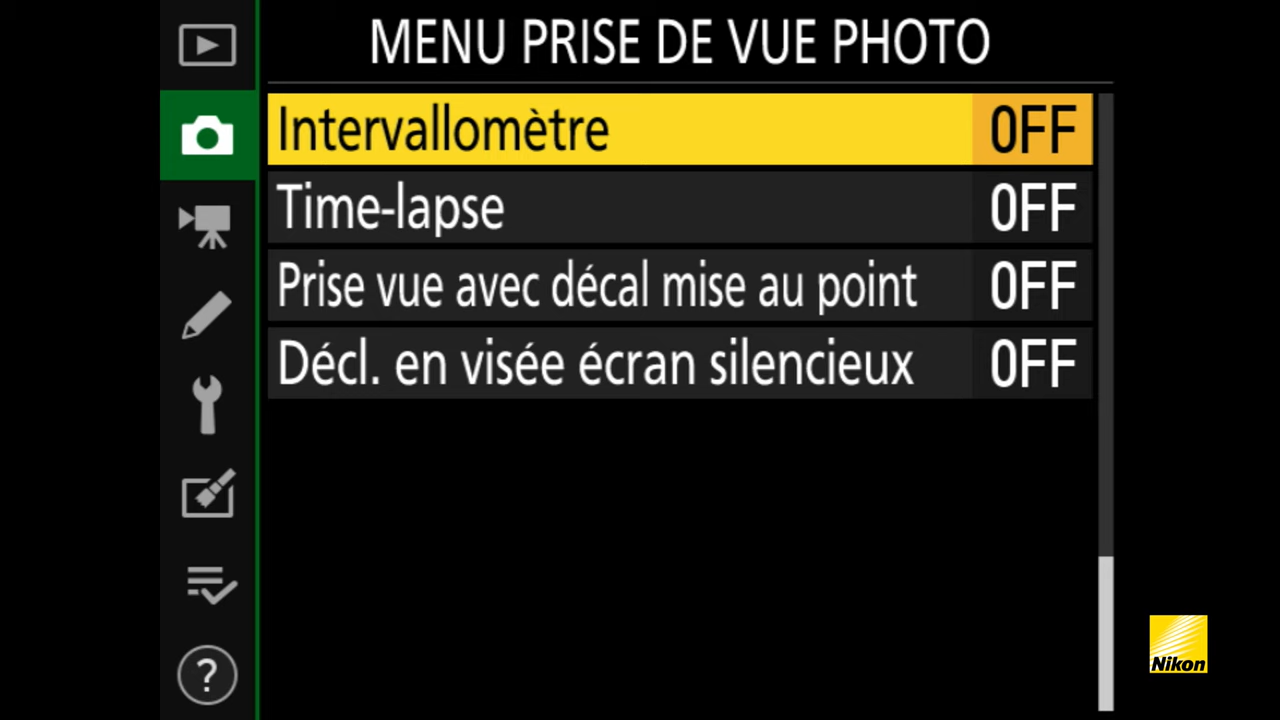 MENU PRISE DE VUE PHOTO
Intervallomètre OFF
Time-lapse OFF
Prise vue avec décal mise au point OFF
Décl. en visée écran silencieux OFF
?
Nikon